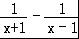 1/(x+1) - 1/(x-1)